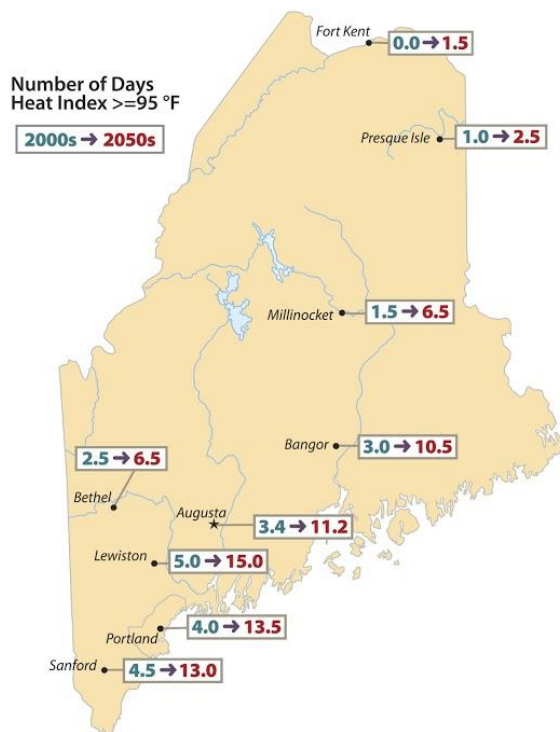 Fort Kent
0.0 → 1.5
Number of Days
Heat Index >=95 °F
2000s → 2050s
Presque Isle
1.0 → 2.5
Millinocket
1.5 → 6.5
Bangor
3.0 → 10.5
2.5 → 6.5
Bethel
Augusta
3.4 → 11.2
Lewiston
5.0 → 15.0
Portland
4.0 → 13.5
Sanford
4.5 → 13.0